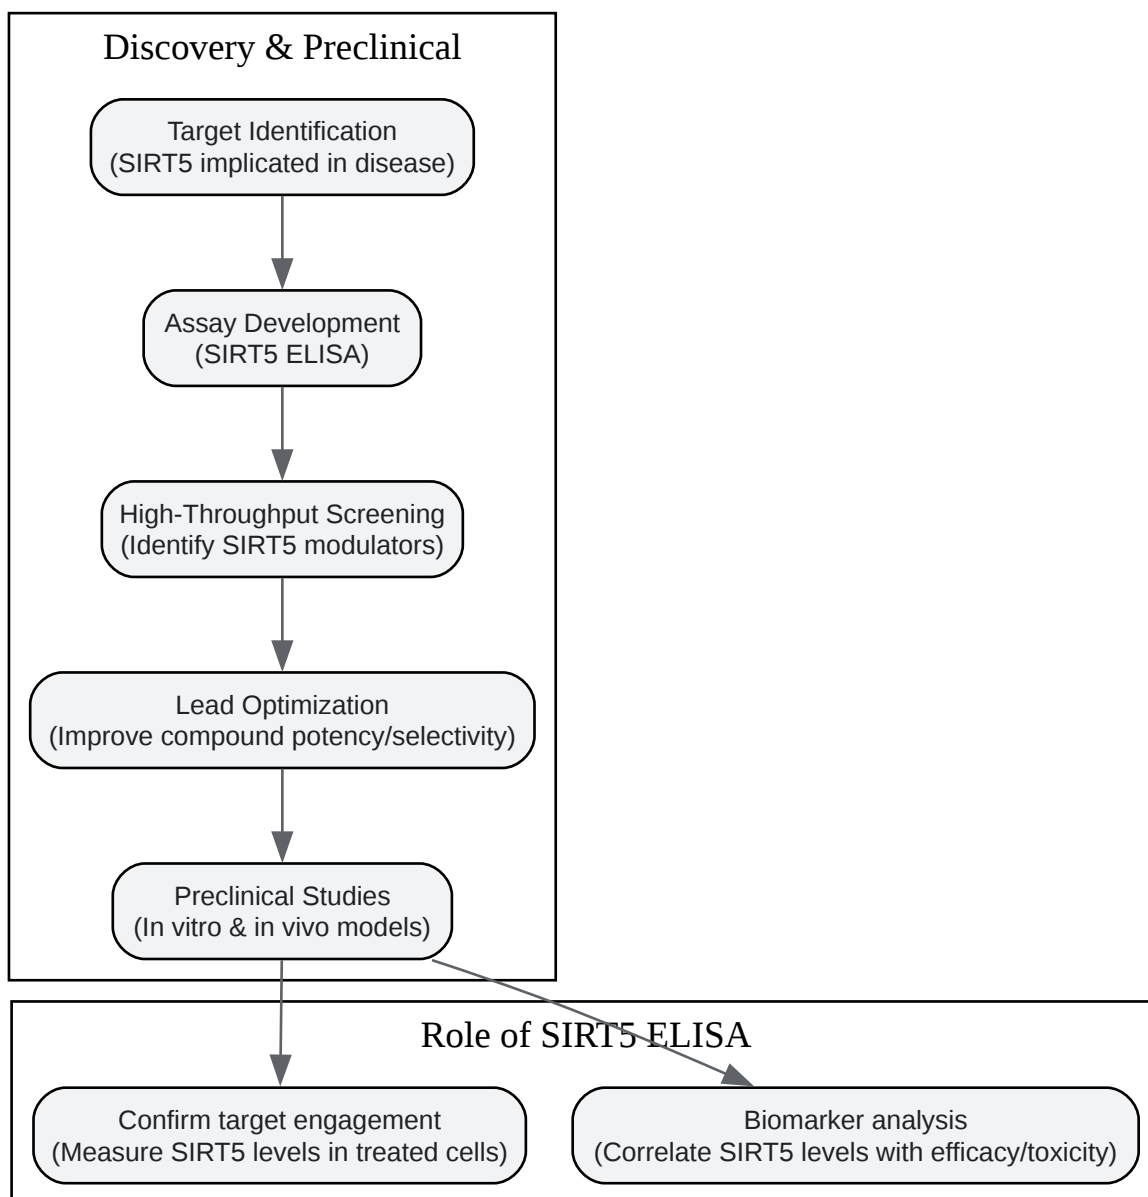 Discovery & Preclinical
Target Identification
(SIRT5 implicated in disease)
Assay Development
(SIRT5 ELISA)
High-Throughput Screening
(Identify SIRT5 modulators)
Lead Optimization
(Improve compound potency/selectivity)
Preclinical Studies
(In vitro & in vivo models)
Role of SIRT5 ELISA
Confirm target engagement
(Measure SIRT5 levels in treated cells)
Biomarker analysis
(Correlate SIRT5 levels with efficacy/toxicity)